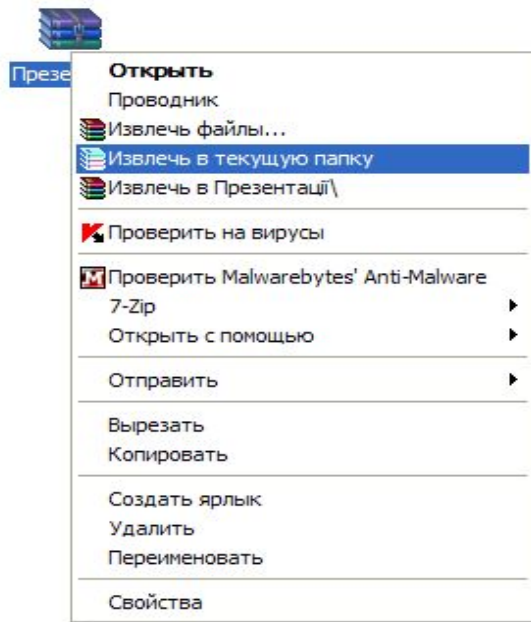 Презе
Открыть
Проводник
Извлечь файлы...
Извлечь в текущую папку
Извлечь в Презентації\
Проверить на вирусы
Проверить Malwarebytes' Anti-Malware
7-Zip
Открыть с помощью
Отправить
Вырезать
Копировать
Создать ярлык
Удалить
Переименовать
Свойства